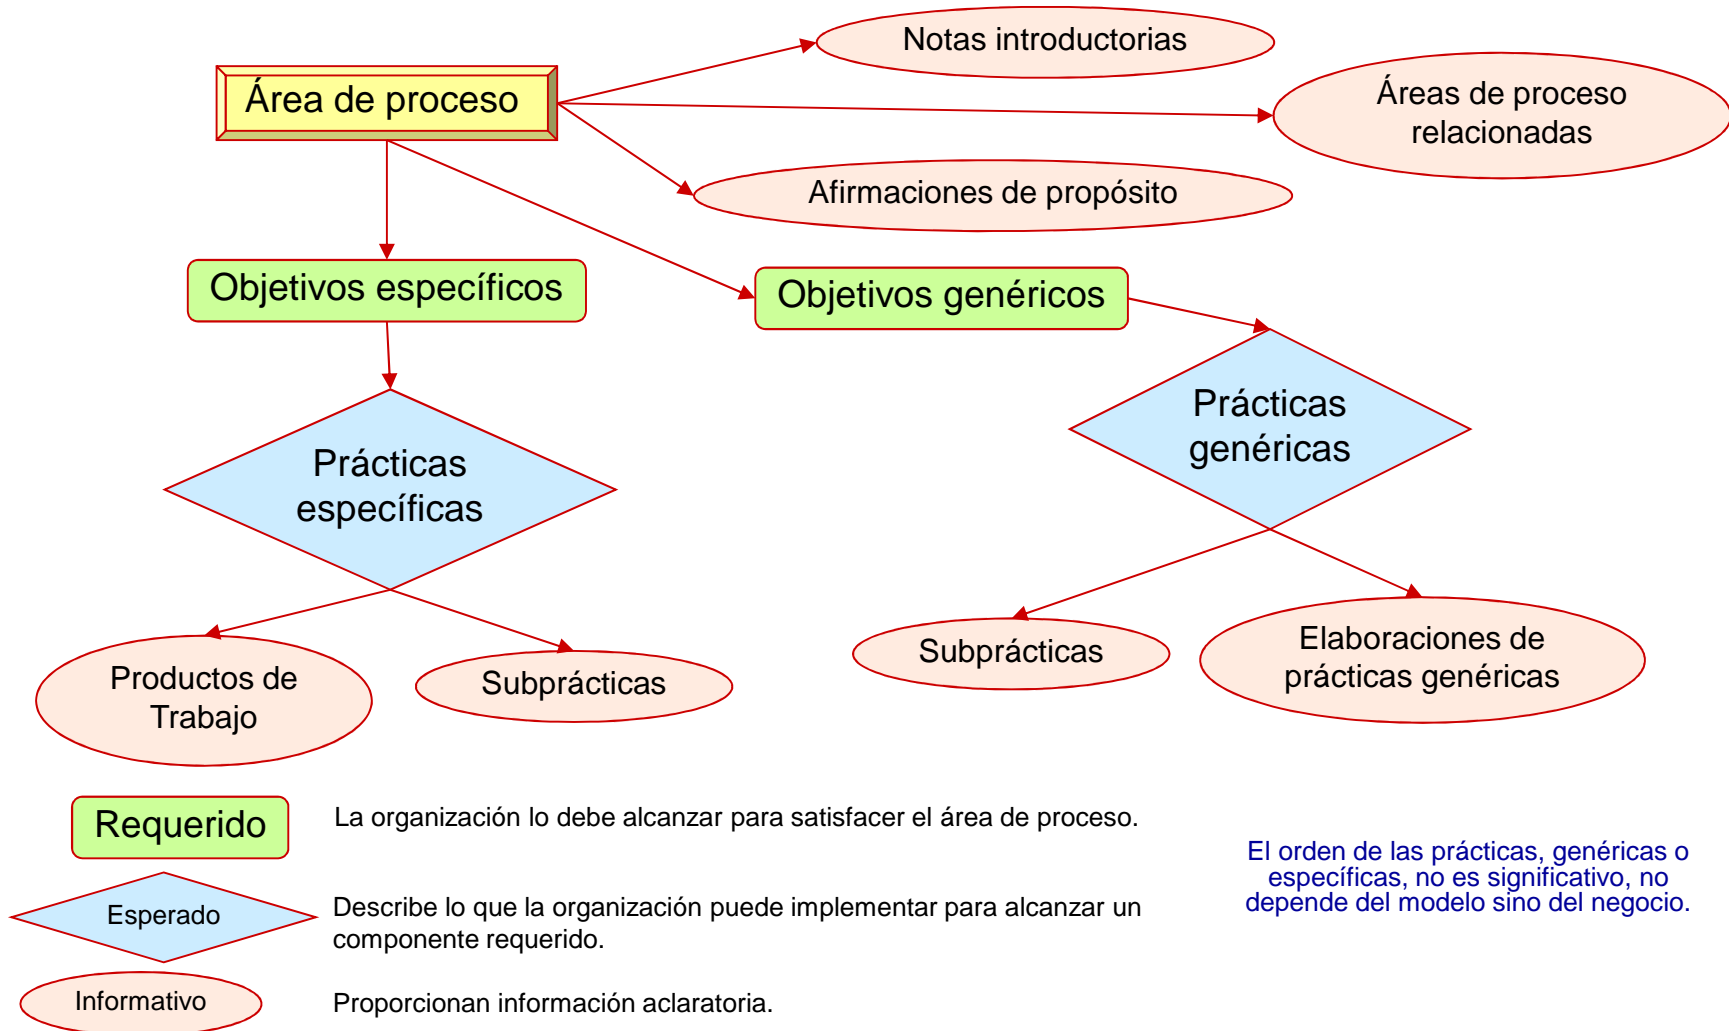 Notas introductorias
Área de proceso
Áreas de proceso
relacionadas
Afirmaciones de propósito
Objetivos específicos
Objetivos genéricos
Prácticas
genéricas
Prácticas
específicas
Productos de
Trabajo
Subprácticas
Subprácticas
Elaboraciones de
prácticas genéricas
Requerido
La organización lo debe alcanzar para satisfacer el área de proceso.
Esperado
Describe lo que la organización puede implementar para alcanzar un
componente requerido.
Informativo
Proporcionan información aclaratoria.
El orden de las prácticas, genéricas o
específicas, no es significativo, no
depende del modelo sino del negocio.